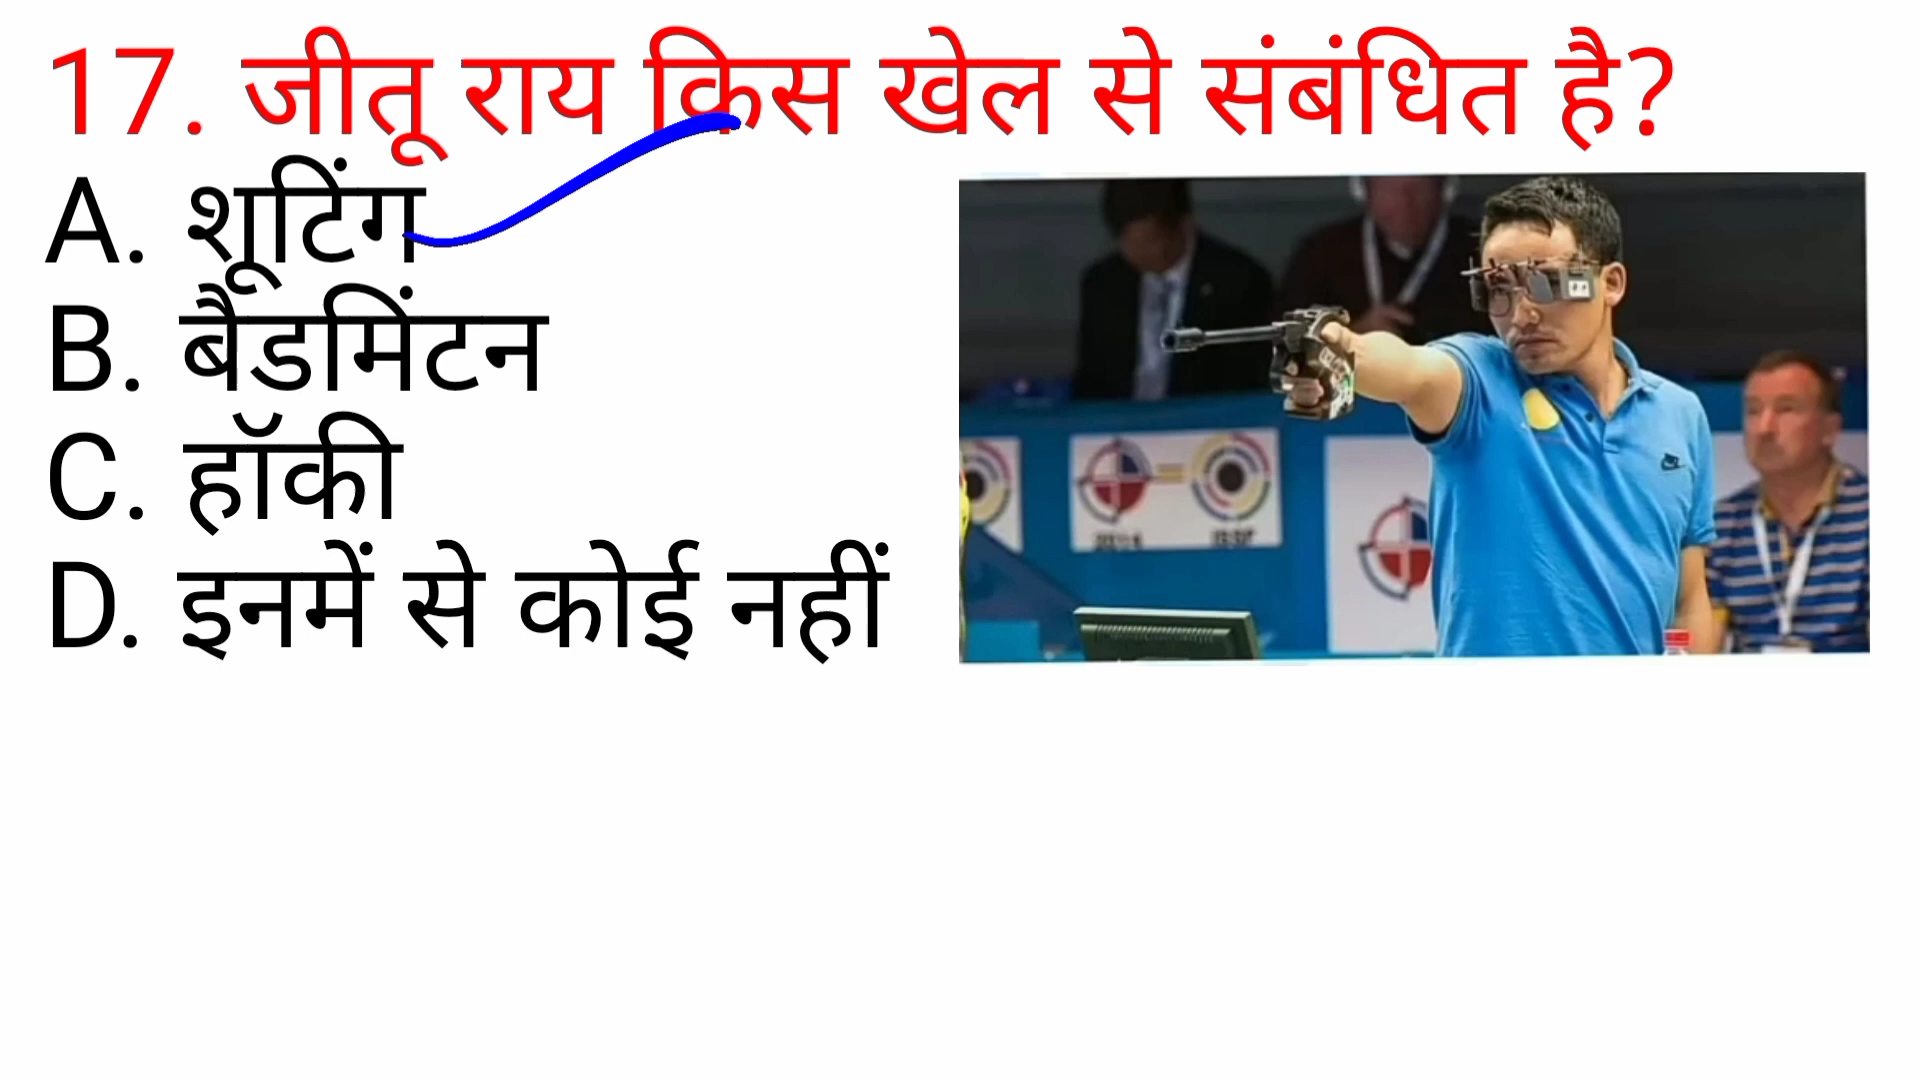 17. जीतू राय किस खेल से संबंधित है?
A. शूटिंग
B. बैडमिंटन
C. हॉकी
D. इनमें से कोई नहीं